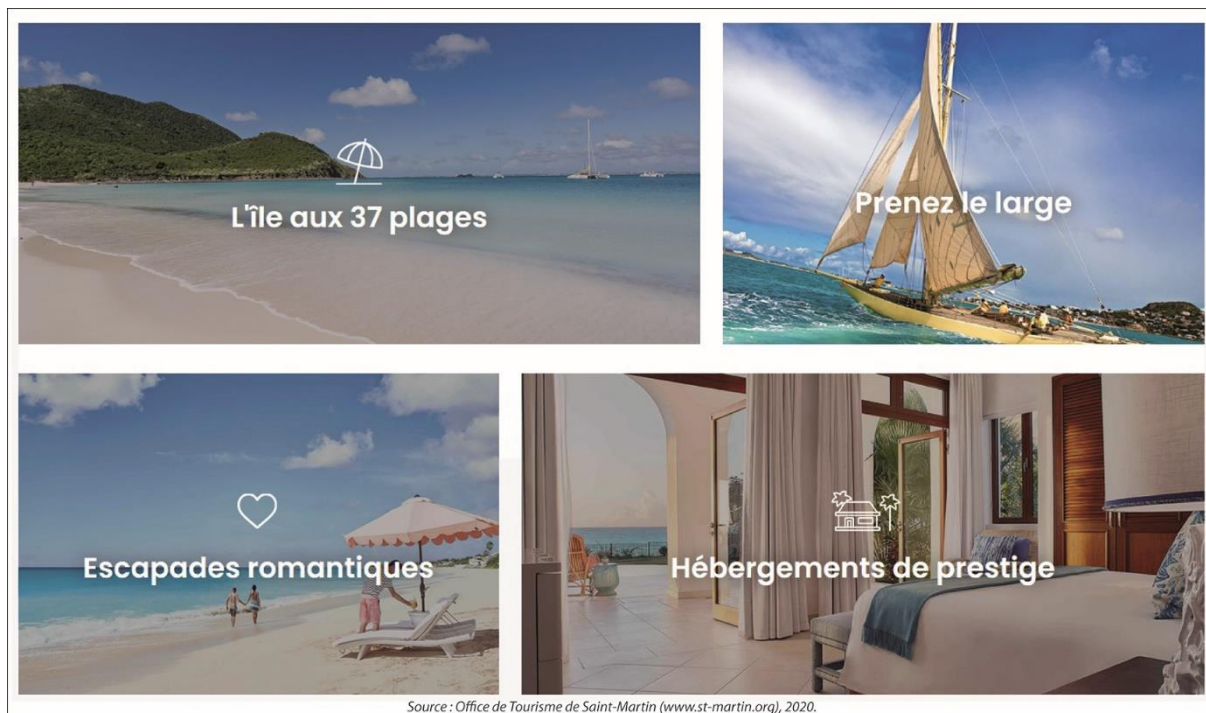 L'île aux 37 plages
Prenez le large
Escapades romantiques
Hébergements de prestige
Source : Office de Tourisme de Saint-Martin (www.st-martin.org), 2020.